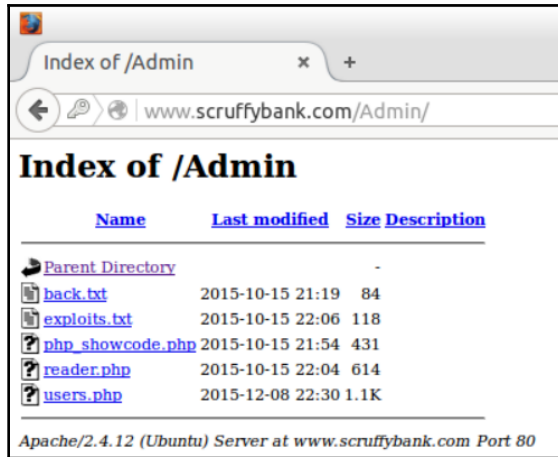 Index of /Admin × +
www.scruffybank.com/Admin/
Index of /Admin
Name Last modified Size Description
Parent Directory -
back.txt 2015-10-15 21:19 84
exploits.txt 2015-10-15 22:06 118
php_showcode.php 2015-10-15 21:54 431
reader.php 2015-10-15 22:04 614
users.php 2015-12-08 22:30 1.1K
Apache/2.4.12 (Ubuntu) Server at www.scruffybank.com Port 80